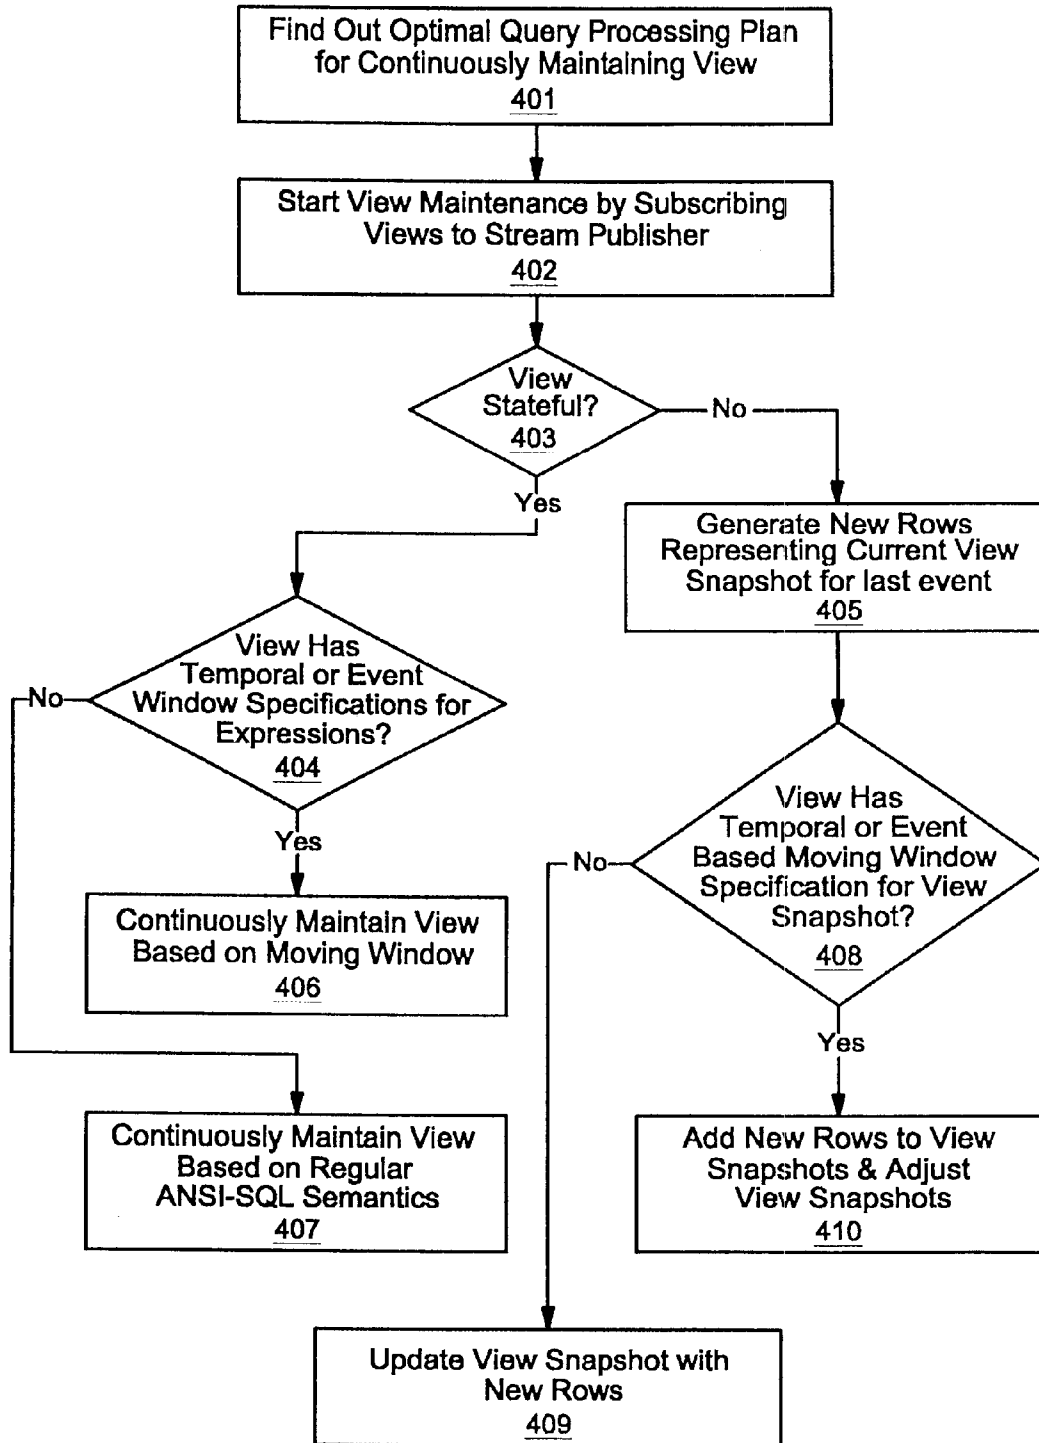 Find Out Optimal Query Processing Plan
for Continuously Maintaining View
401
Start View Maintenance by Subscribing
Views to Stream Publisher
402
View
Stateful?
403
No
Yes
Generate New Rows
Representing Current View
Snapshot for last event
405
View Has
Temporal or Event
Window Specifications for
Expressions?
404
No
Yes
View Has
Temporal or Event
Based Moving Window
Specification for View
Snapshot?
408
No
Yes
Continuously Maintain View
Based on Moving Window
406
Continuously Maintain View
Based on Regular
ANSI-SQL Semantics
407
Add New Rows to View
Snapshots & Adjust
View Snapshots
410
Update View Snapshot with
New Rows
409